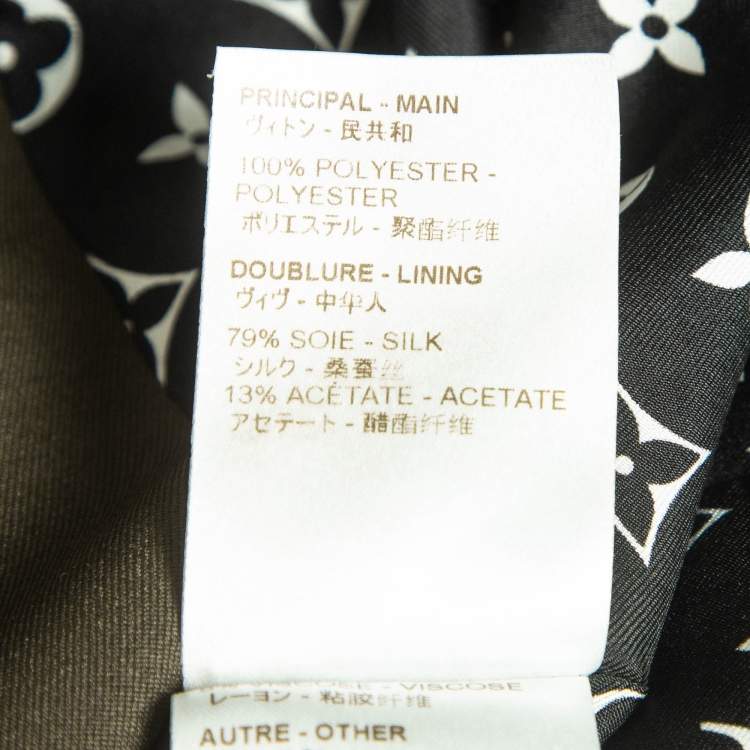 PRINCIPAL - MAIN
ヴィトン - 民共和
100% POLYESTER -
POLYESTER
ポリエステル - 聚酯纤维
DOUBLURE - LINING
ヴィヴ - 中华人
79% SOIE - SILK
シルク - 桑蚕丝
13% ACÉTATE - ACETATE
アセテート - 醋酯纤维
- VISCOSE
レーヨン - 粘胶纤维
AUTRE - OTHER